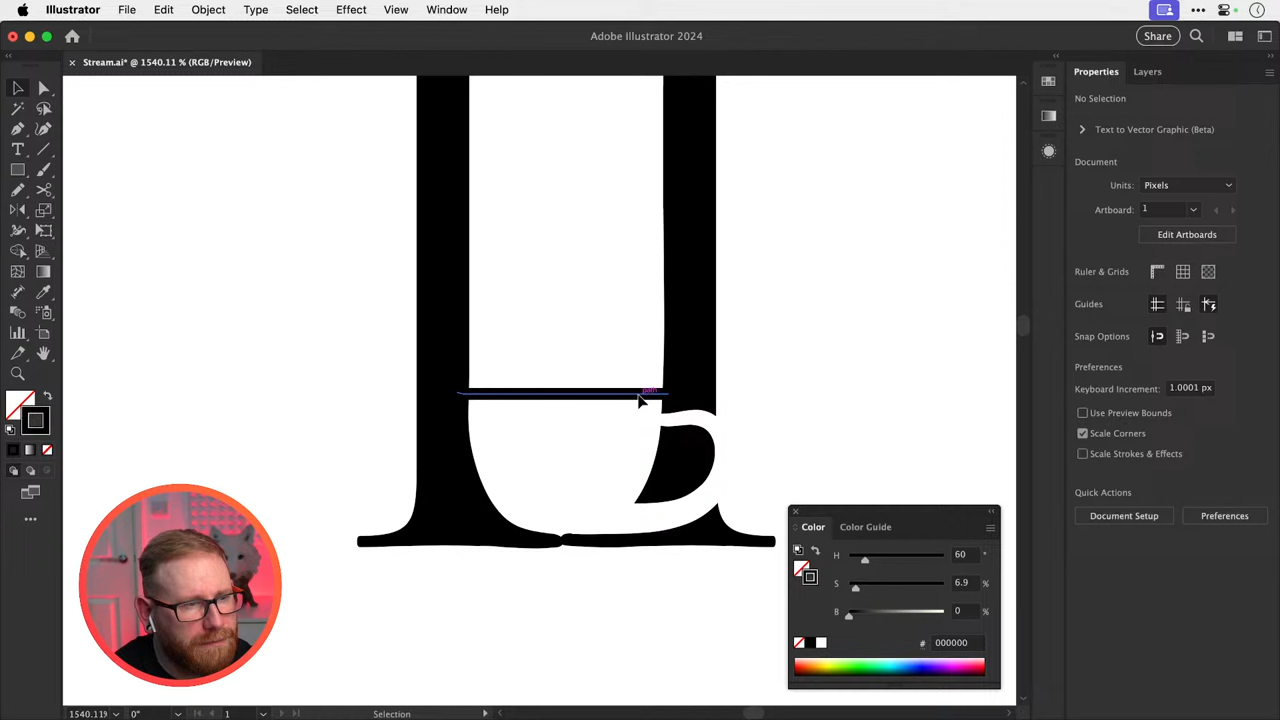 Illustrator File Edit Object Type Select Effect View Window Help
Adobe Illustrator 2024
Share
Stream.ai* @ 1540.11 % (RGB/Preview)
Properties Layers
No Selection
Text to Vector Graphic (Beta)
Document
Units: Pixels
Artboard: 1
Edit Artboards
Ruler & Grids
Guides
Snap Options
Preferences
Keyboard Increment: 1.0001 px
Use Preview Bounds
Scale Corners
Scale Strokes & Effects
Quick Actions
Document Setup Preferences
path
Color Color Guide
H 60 °
S 6.9 %
B 0 %
# 000000
1540.119 0° 1 Selection